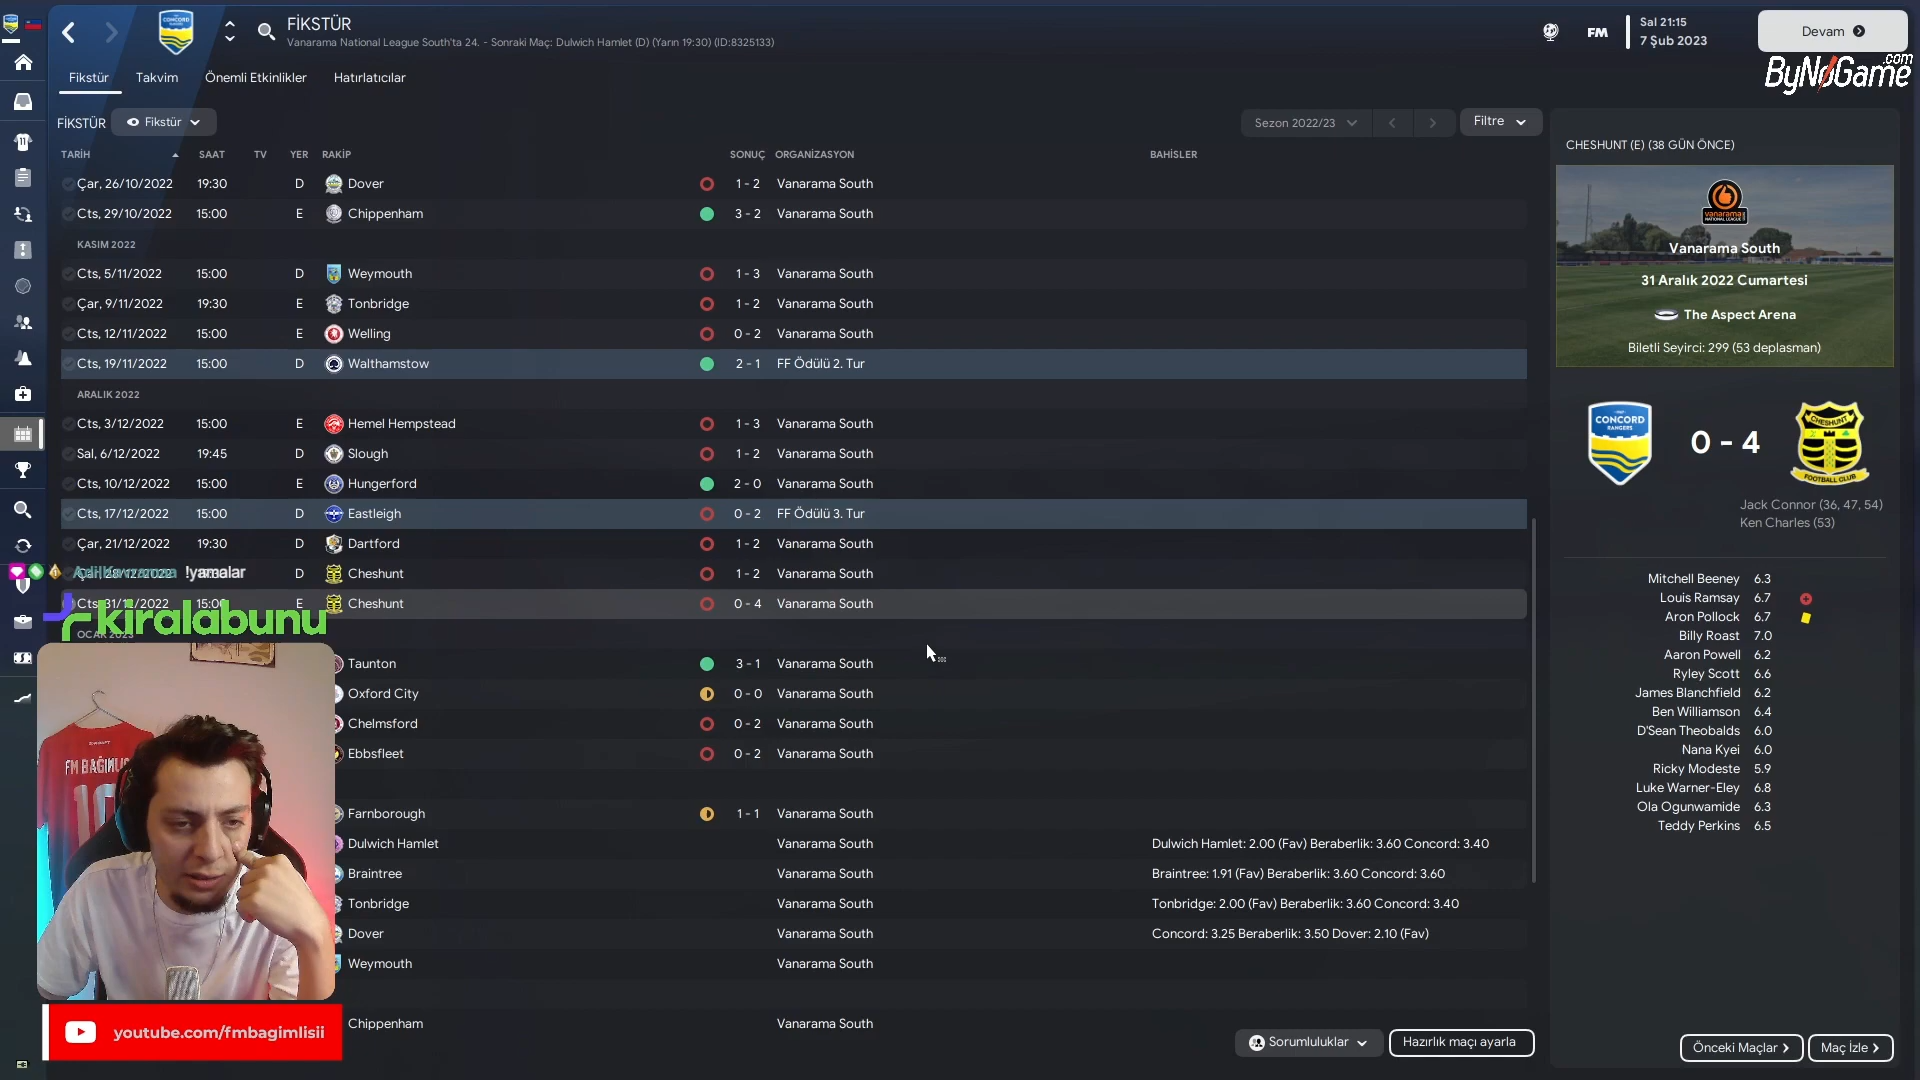 FİKSTÜR
Vanarama National League South'ta 24. - Sonraki Maç: Dulwich Hamlet (D) (Yarın 19:30) (ID:8325133)
FM
Sal 21:15
7 Şub 2023
Devam
ByNoGame.com
Fikstür Takvim Önemli Etkinlikler Hatırlatıcılar
FİKSTÜR Fikstür
Sezon 2022/23
Filtre
TARİH SAAT TV YER RAKİP SONUÇ ORGANİZASYON BAHİSLER
Çar, 26/10/2022 19:30 D Dover 1 - 2 Vanarama South
Cts, 29/10/2022 15:00 E Chippenham 3 - 2 Vanarama South
KASIM 2022
Cts, 5/11/2022 15:00 D Weymouth 1 - 3 Vanarama South
Çar, 9/11/2022 19:30 E Tonbridge 1 - 2 Vanarama South
Cts, 12/11/2022 15:00 E Welling 0 - 2 Vanarama South
Cts, 19/11/2022 15:00 D Walthamstow 2 - 1 FF Ödülü 2. Tur
ARALIK 2022
Cts, 3/12/2022 15:00 E Hemel Hempstead 1 - 3 Vanarama South
Sal, 6/12/2022 19:45 D Slough 1 - 2 Vanarama South
Cts, 10/12/2022 15:00 E Hungerford 2 - 0 Vanarama South
Cts, 17/12/2022 15:00 D Eastleigh 0 - 2 FF Ödülü 3. Tur
Çar, 21/12/2022 19:30 D Dartford 1 - 2 Vanarama South
D Cheshunt 1 - 2 Vanarama South
!yamalar
Cts, 31/12/2022 15:00 E Cheshunt 0 - 4 Vanarama South
kiralabunu
OCAK 2023
Taunton 3 - 1 Vanarama South
Oxford City 0 - 0 Vanarama South
Chelmsford 0 - 2 Vanarama South
Ebbsfleet 0 - 2 Vanarama South
Farnborough 1 - 1 Vanarama South
Dulwich Hamlet Vanarama South Dulwich Hamlet: 2.00 (Fav) Beraberlik: 3.60 Concord: 3.40
Braintree Vanarama South Braintree: 1.91 (Fav) Beraberlik: 3.60 Concord: 3.60
Tonbridge Vanarama South Tonbridge: 2.00 (Fav) Beraberlik: 3.60 Concord: 3.40
Dover Vanarama South Concord: 3.25 Beraberlik: 3.50 Dover: 2.10 (Fav)
Weymouth Vanarama South
Chippenham Vanarama South
FM BAĞIMLIS
10
youtube.com/fmbagimlisii
Sorumluluklar
Hazırlık maçı ayarla
CHESHUNT (E) (38 GÜN ÖNCE)
Vanarama South
31 Aralık 2022 Cumartesi
The Aspect Arena
Biletli Seyirci: 299 (53 deplasman)
CONCORD
RANGERS
0 - 4
CHESHUNT
FOOTBALL CLUB
Jack Connor (36, 47, 54)
Ken Charles (53)
Mitchell Beeney 6.3
Louis Ramsay 6.7
Aron Pollock 6.7
Billy Roast 7.0
Aaron Powell 6.2
Ryley Scott 6.6
James Blanchfield 6.2
Ben Williamson 6.4
D'Sean Theobalds 6.0
Nana Kyei 6.0
Ricky Modeste 5.9
Luke Warner-Eley 6.8
Ola Ogunwamide 6.3
Teddy Perkins 6.5
Önceki Maçlar
Maç İzle